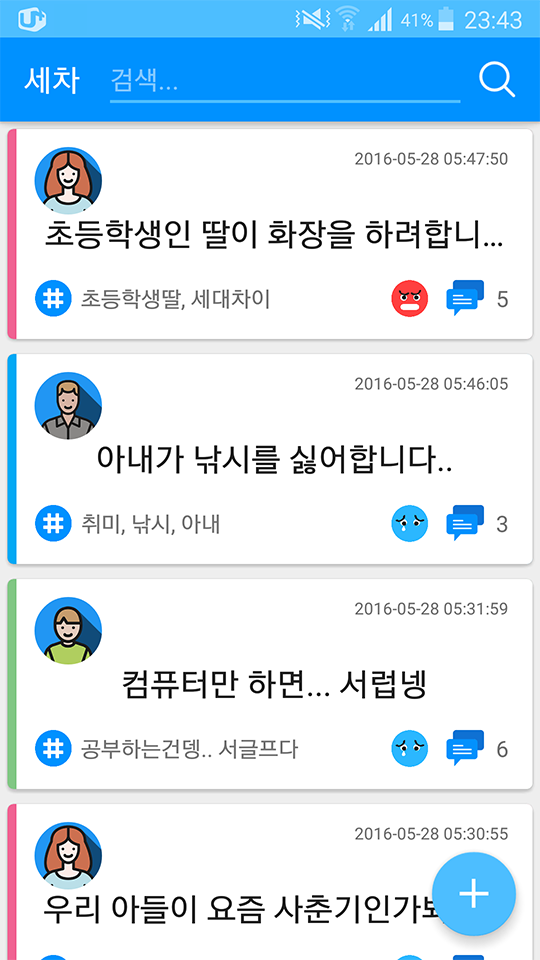 U+
41%
23:43
세차
검색...
2016-05-28 05:47:50
초등학생인 딸이 화장을 하려합니...
# 초등학생딸, 세대차이
5
2016-05-28 05:46:05
아내가 낚시를 싫어합니다..
# 취미, 낚시, 아내
3
2016-05-28 05:31:59
컴퓨터만 하면... 서럽넹
# 공부하는건뎅.. 서글프다
6
2016-05-28 05:30:55
우리 아들이 요즘 사춘기인가